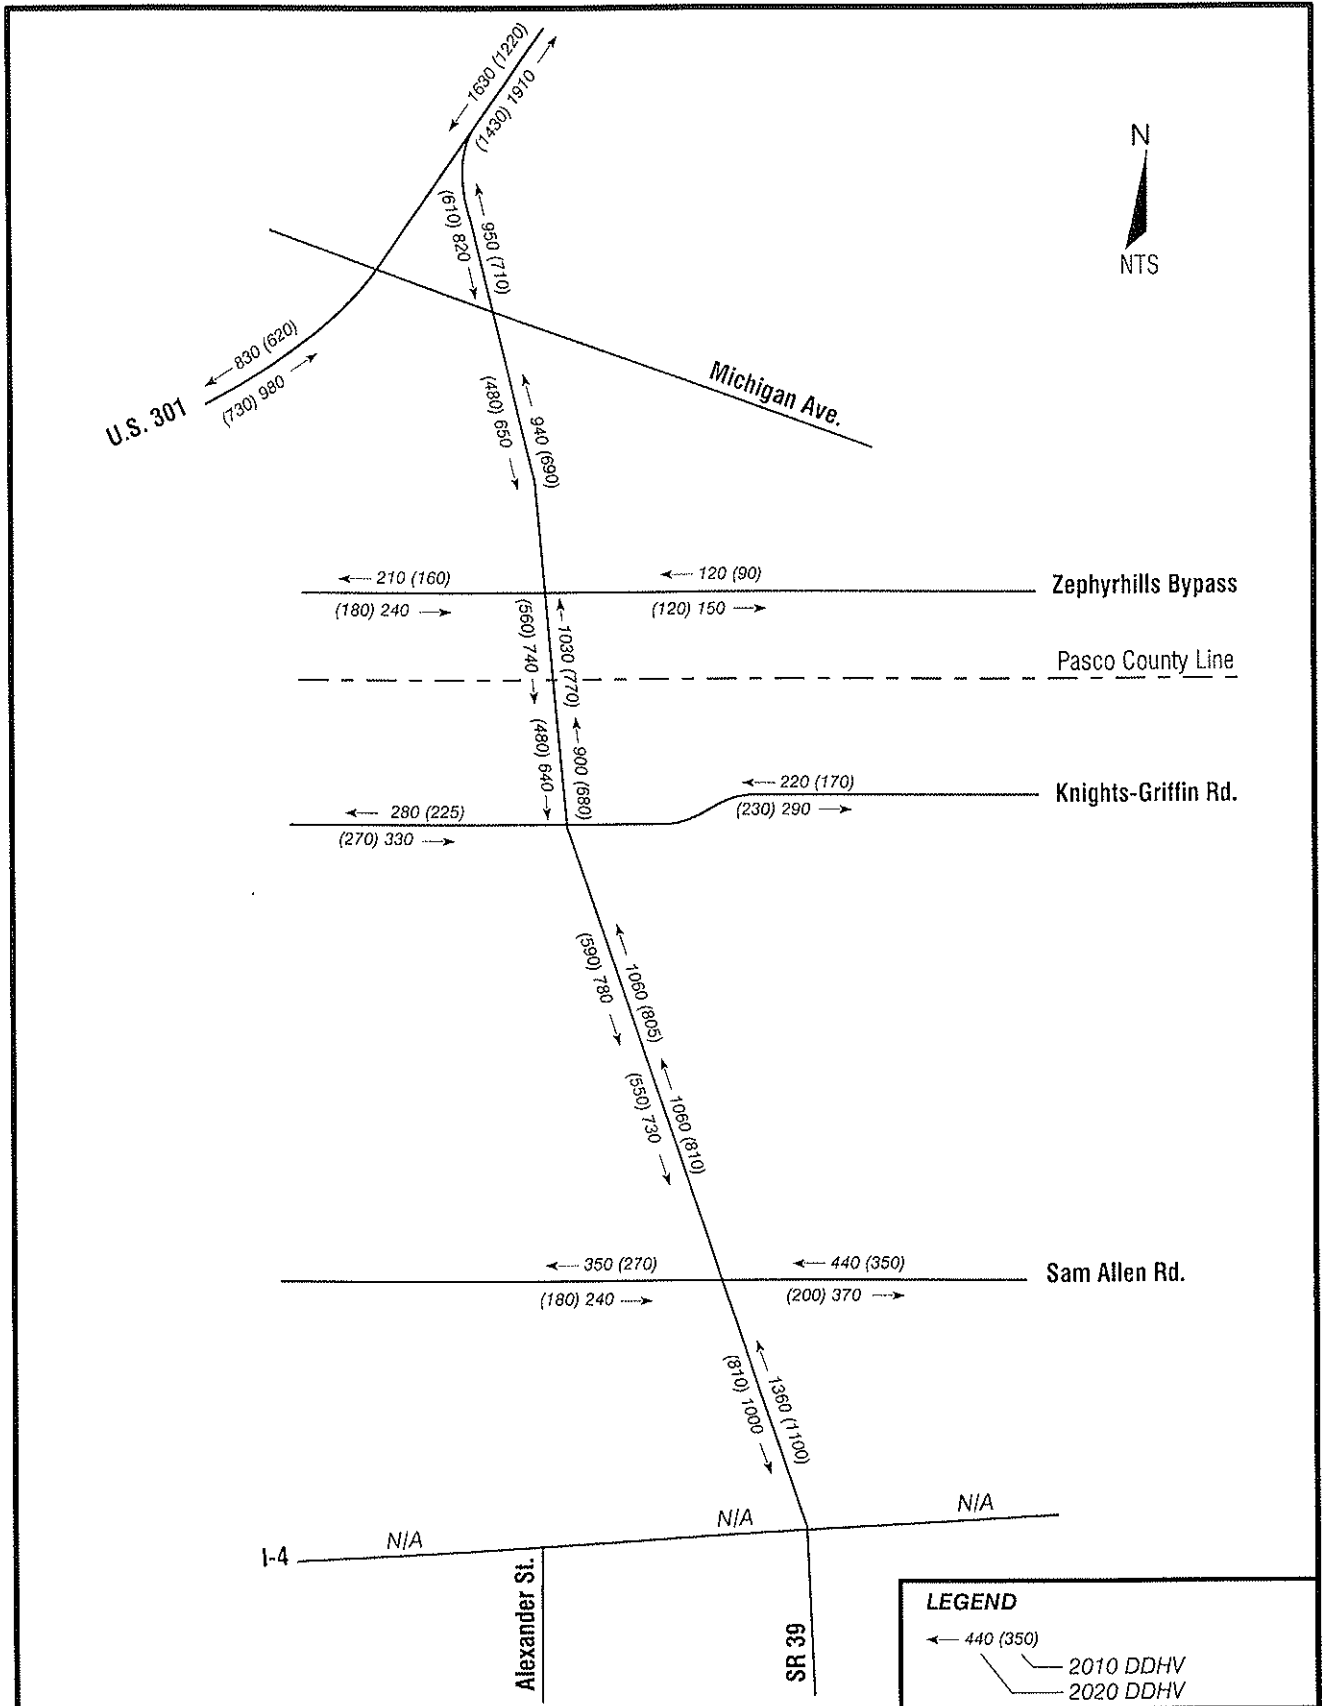 1630 (1220)
(1430) 1910
N
NTS
(610) 820
950 (710)
830 (620)
(730) 980
U.S. 301
Michigan Ave.
(480) 650
940 (690)
210 (160)
120 (90)
Zephyrhills Bypass
(180) 240
(120) 150
(560) 740
1030 (770)
Pasco County Line
(480) 640
900 (680)
220 (170)
Knights-Griffin Rd.
280 (225)
(230) 290
(270) 330
(590) 780
1060 (805)
(550) 730
1060 (810)
350 (270)
440 (350)
Sam Allen Rd.
(180) 240
(200) 370
(810) 1000
1360 (1100)
N/A
N/A
N/A
I-4
Alexander St.
SR 39
LEGEND
440 (350)
2010 DDHV
2020 DDHV